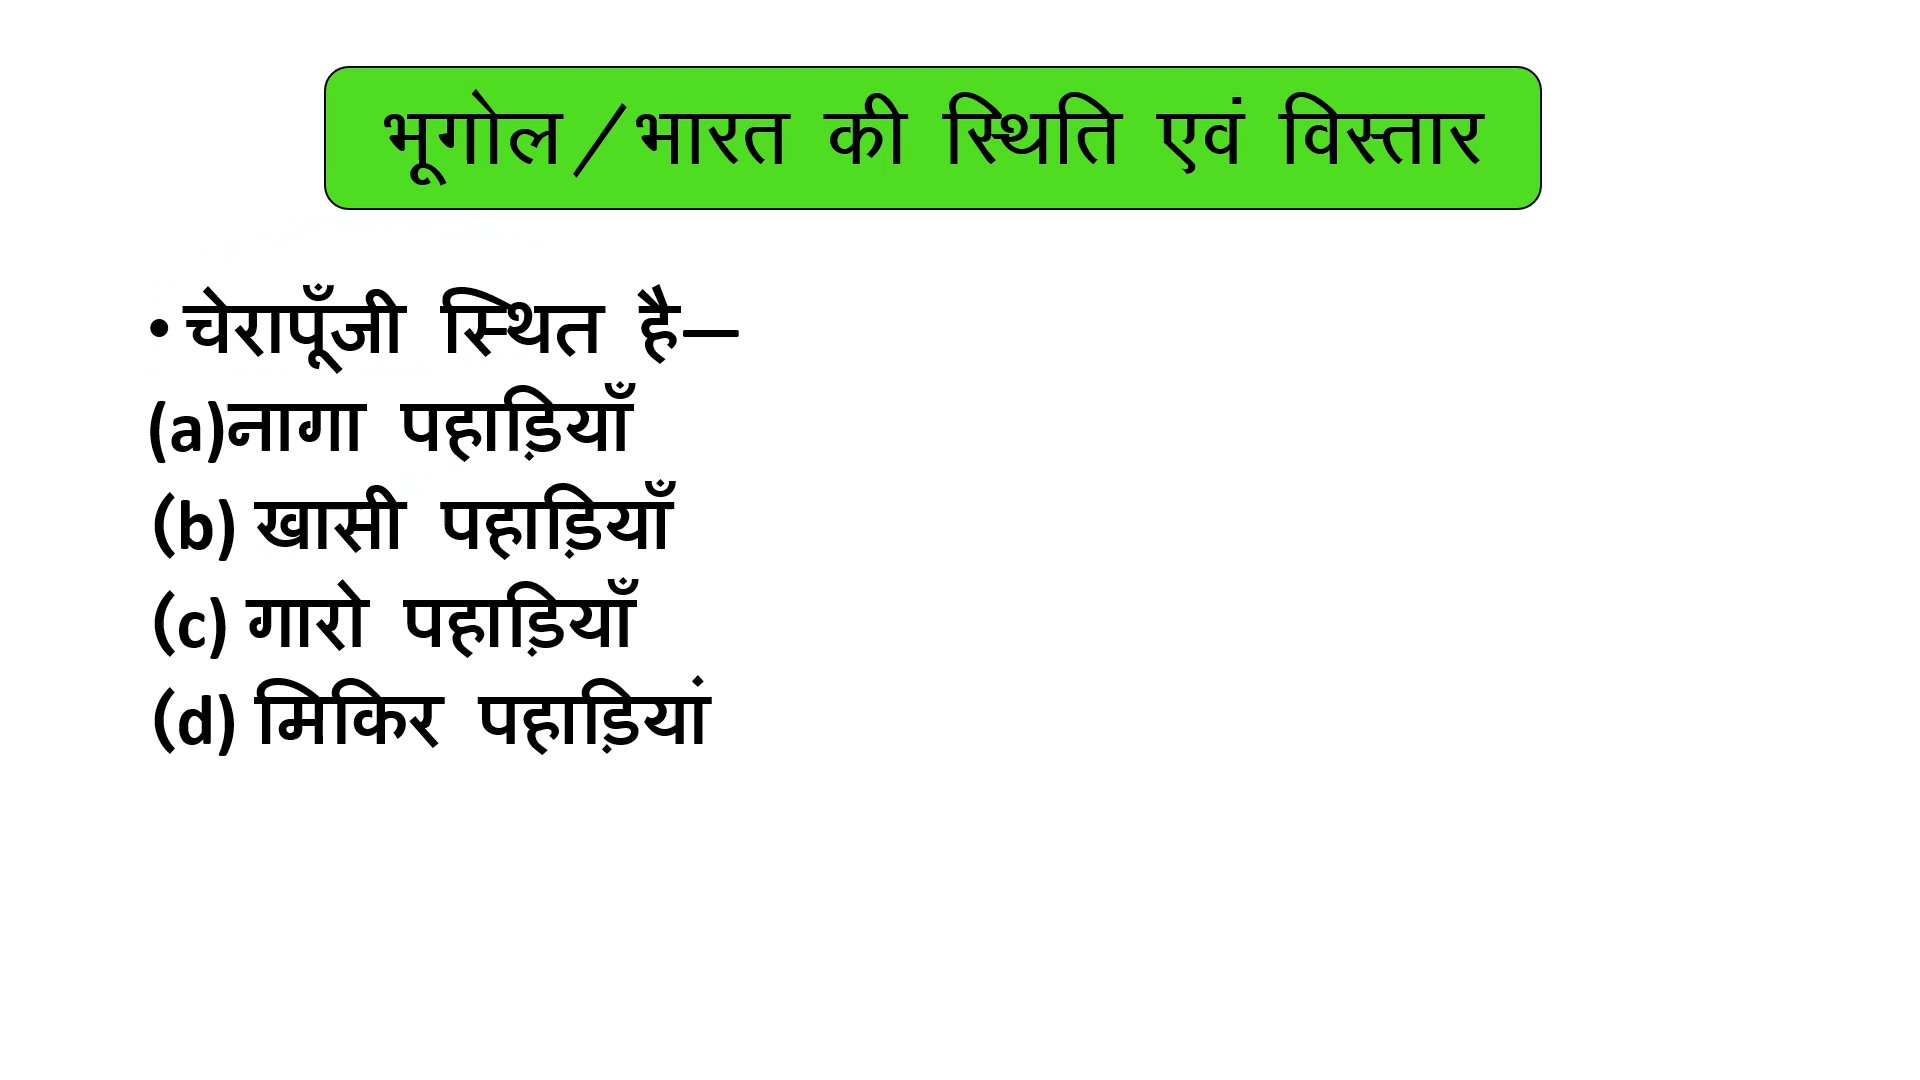 भूगोल/भारत की स्थिति एवं विस्तार
• चेरापूँजी स्थित है—
(a)नागा पहाड़ियाँ
(b) खासी पहाड़ियाँ
(c) गारो पहाड़ियाँ
(d) मिकिर पहाड़ियां